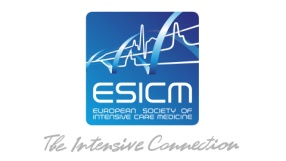 ESICM
EUROPEAN SOCIETY OF
INTENSIVE CARE MEDICINE
The Intensive Connection